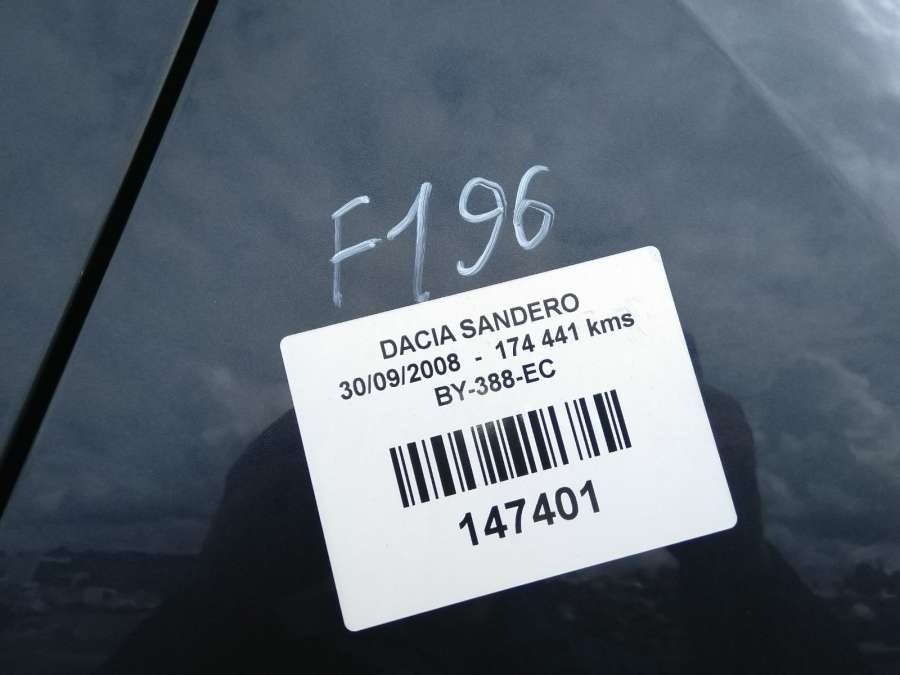 F196
DACIA SANDERO
30/09/2008 - 174 441 kms
BY-388-EC
147401